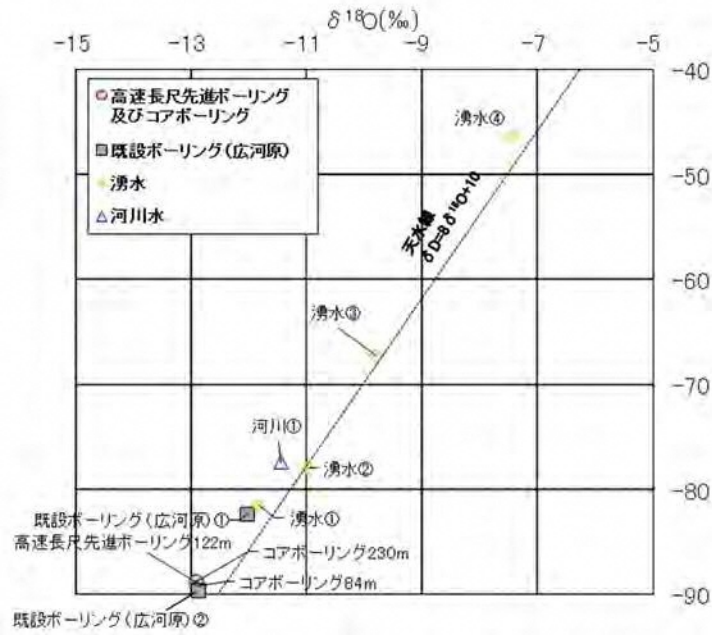 δ¹⁸O(‰)
-15 -13 -11 -9 -7 -5
-40
高速長尺先進ボーリング
及びコアボーリング
既設ボーリング(広河原)
湧水
河川水
湧水④
-50
天水線
δD=8δ¹⁸O+10
-60
湧水③
-70
河川①
湧水②
-80
既設ボーリング(広河原)①
湧水①
高速長尺先進ボーリング122m
コアボーリング230m
コアボーリング84m
-90
既設ボーリング(広河原)②